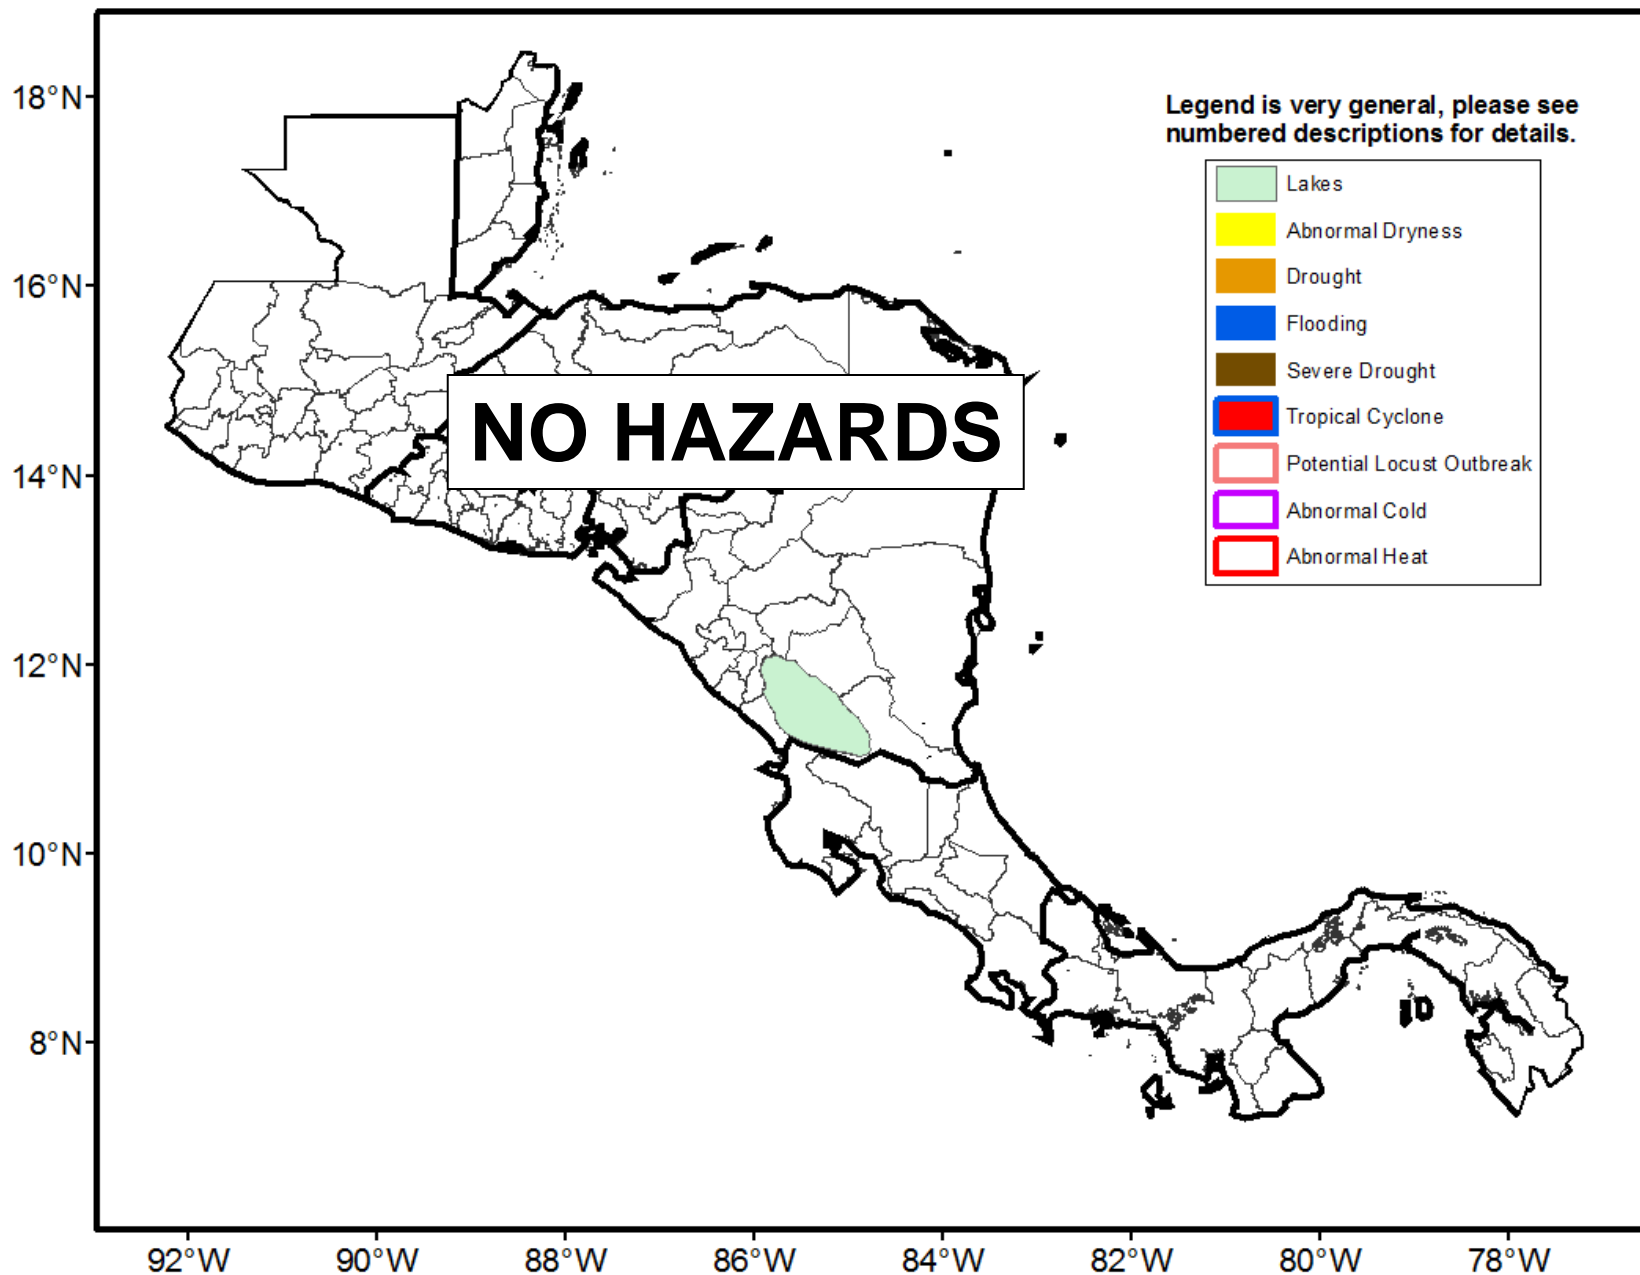 Legend is very general, please see
numbered descriptions for details.
Lakes
Abnormal Dryness
Drought
Flooding
Severe Drought
Tropical Cyclone
Potential Locust Outbreak
Abnormal Cold
Abnormal Heat
NO HAZARDS
18°N
16°N
14°N
12°N
10°N
8°N
92°W
90°W
88°W
86°W
84°W
82°W
80°W
78°W